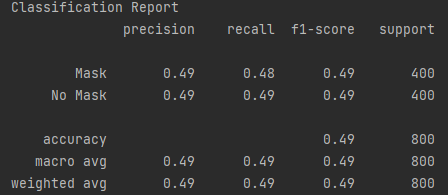 Classification Report
precision recall f1-score support
Mask 0.49 0.48 0.49 400
No Mask 0.49 0.49 0.49 400
accuracy 0.49 800
macro avg 0.49 0.49 0.49 800
weighted avg 0.49 0.49 0.49 800